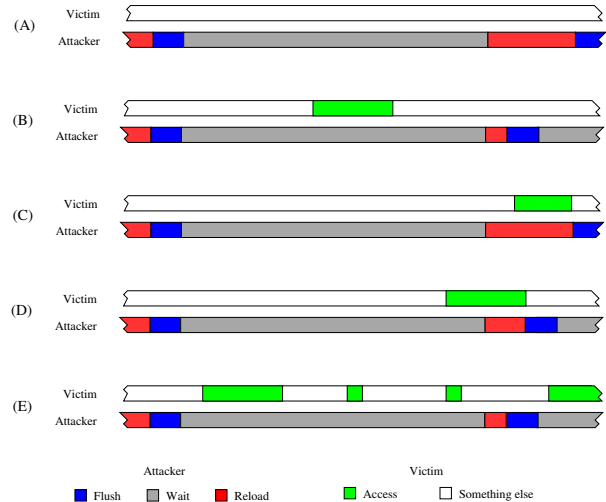 Victim
(A)
Attacker
Victim
(B)
Attacker
Victim
(C)
Attacker
Victim
(D)
Attacker
Victim
(E)
Attacker
Attacker Victim
Flush Wait Reload Access Something else